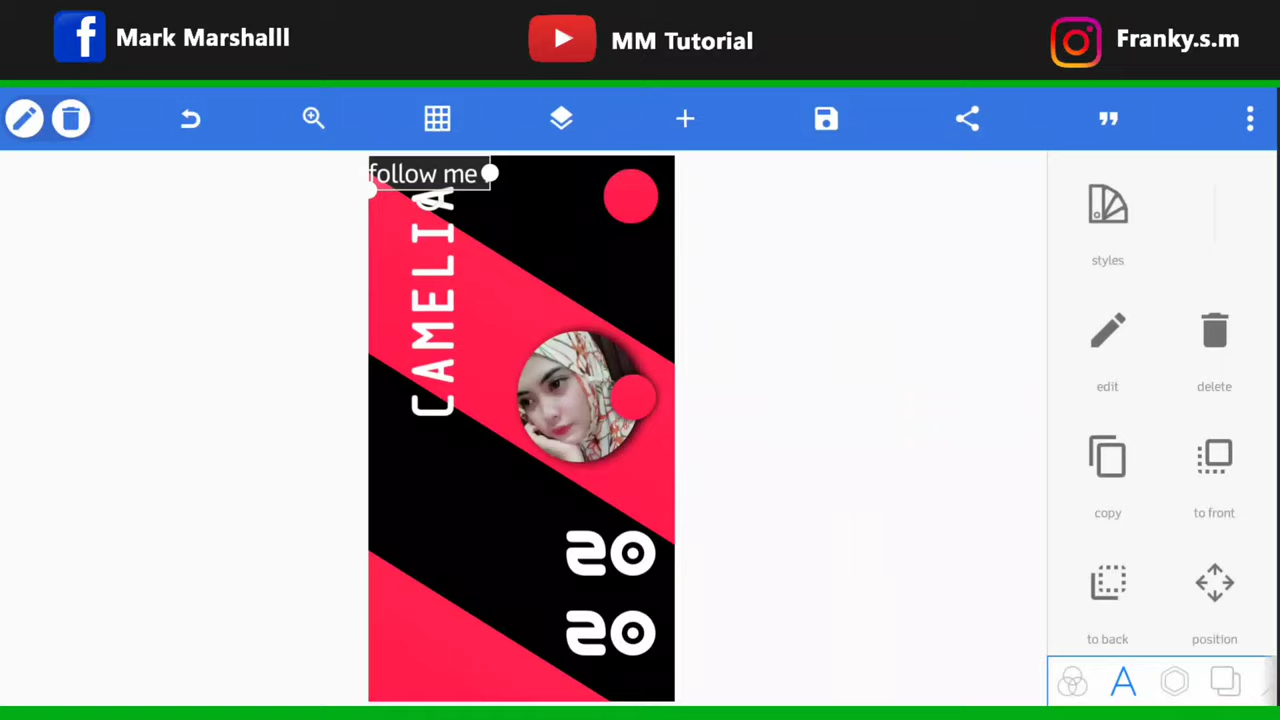 Mark Marshalll
MM Tutorial
Franky.s.m
follow me
CAMELIA
20
20
styles
edit
delete
copy
to front
to back
position